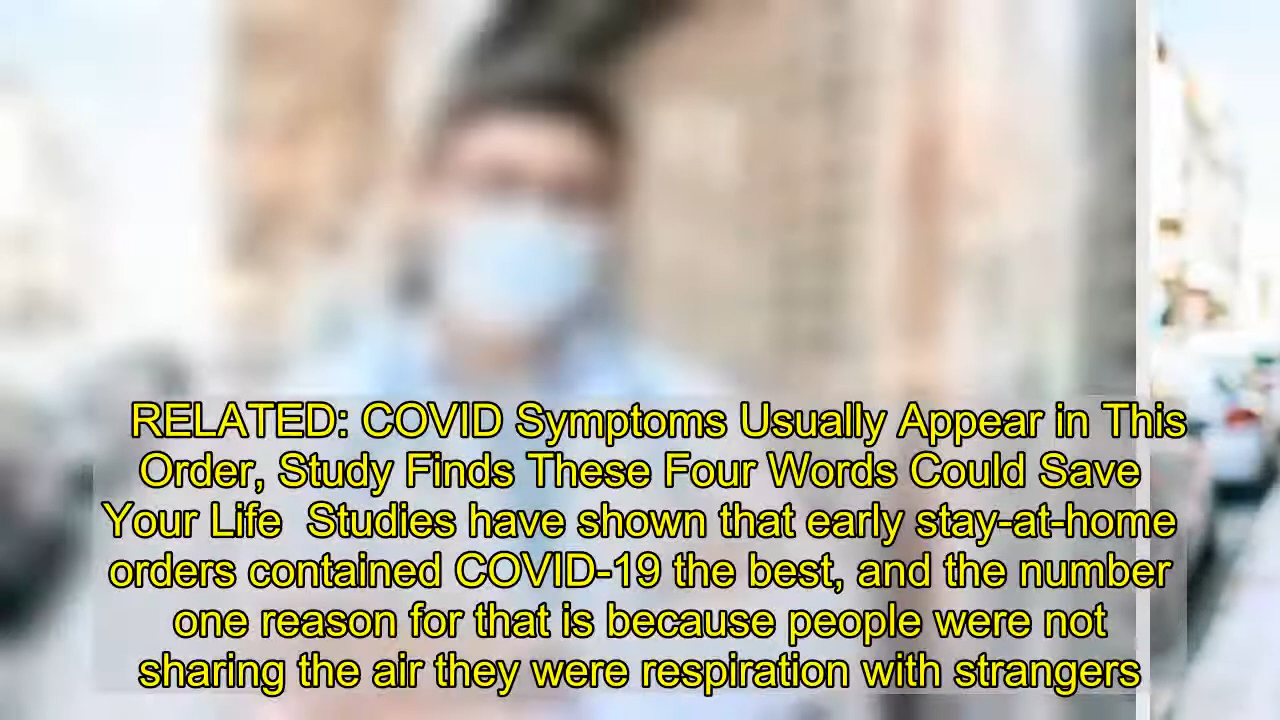 RELATED: COVID Symptoms Usually Appear in This
Order, Study Finds These Four Words Could Save
Your Life  Studies have shown that early stay-at-home
orders contained COVID-19 the best, and the number
one reason for that is because people were not
sharing the air they were respiration with strangers